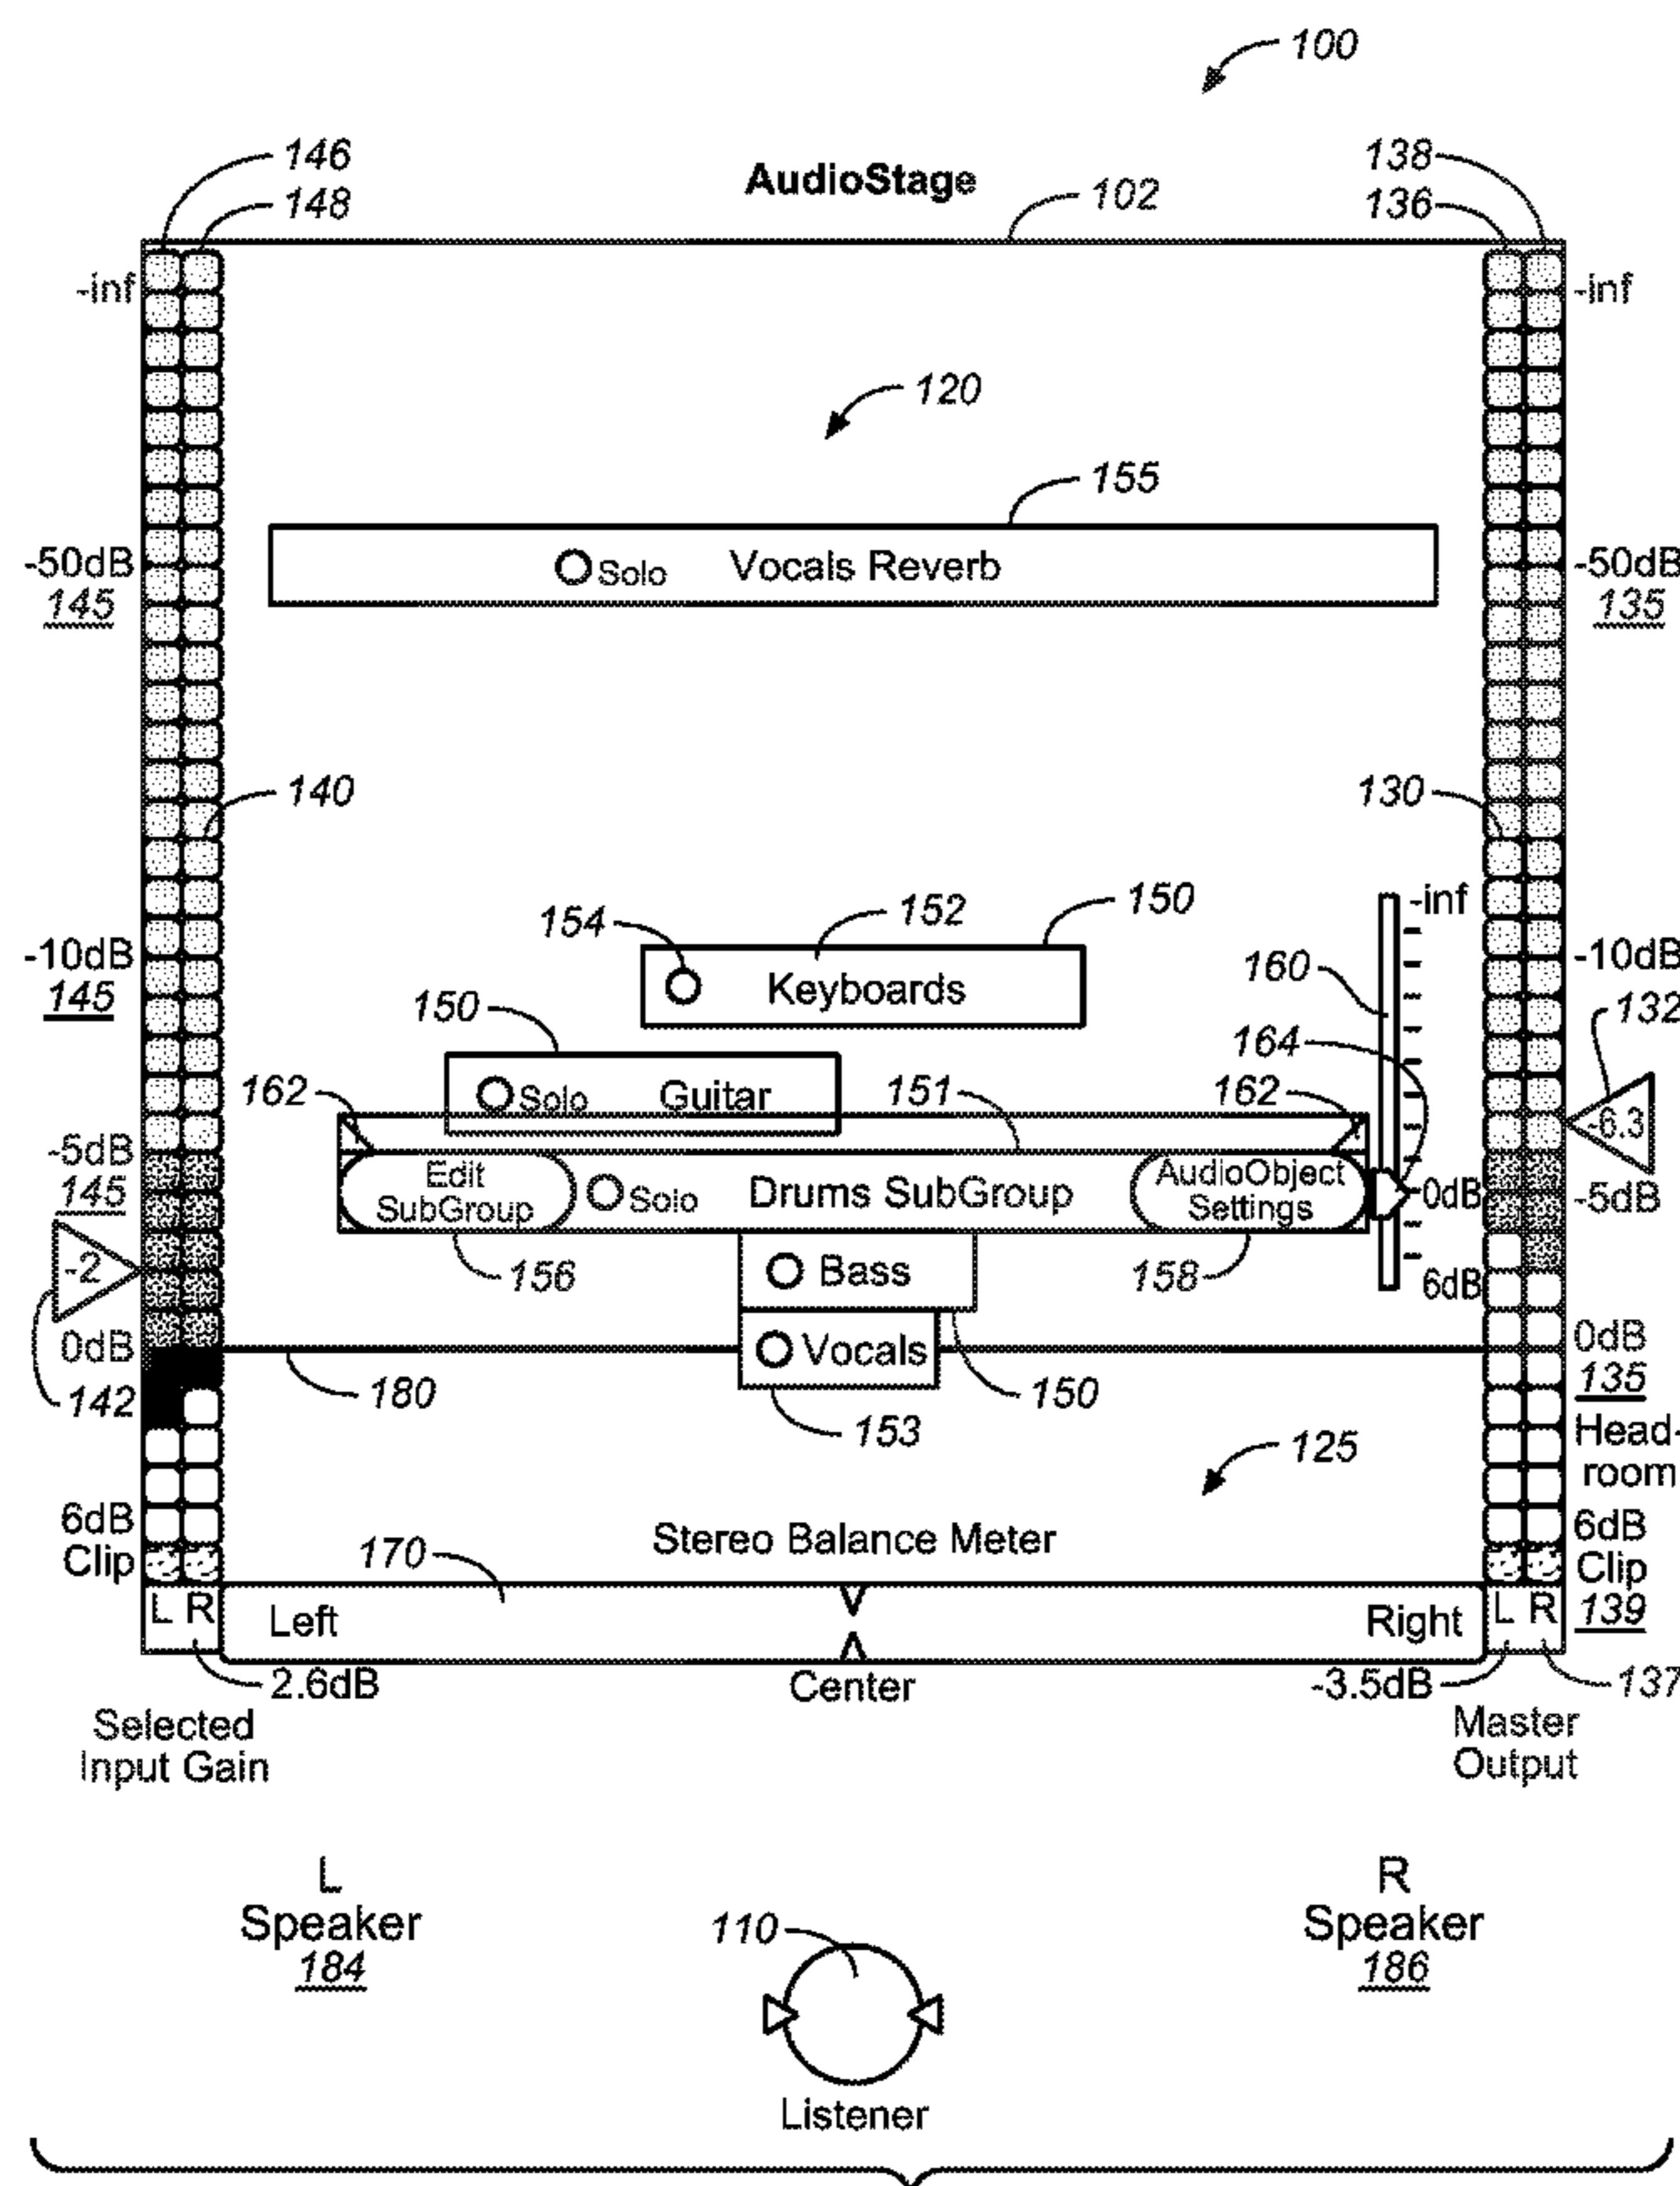 100
146
148
AudioStage
102
138
136
-inf
-inf
120
155
-50dB
145
Solo Vocals Reverb
-50dB
135
140
130
-inf
154
152
150
-10dB
145
Keyboards
160
-10dB
132
150
164
162
Solo Guitar
151
162
-6.3
-5dB
145
Edit SubGroup
Solo Drums SubGroup
AudioObject Settings
0dB
-5dB
-2
156
Bass
158
6dB
0dB
Vocals
0dB
135
142
180
153
150
125
Head-
room
6dB
Clip
170
Stereo Balance Meter
6dB
Clip
139
L R
Left
Right
L R
2.6dB
Center
-3.5dB
137
Selected
Input Gain
Master
Output
L
Speaker
184
110
R
Speaker
186
Listener